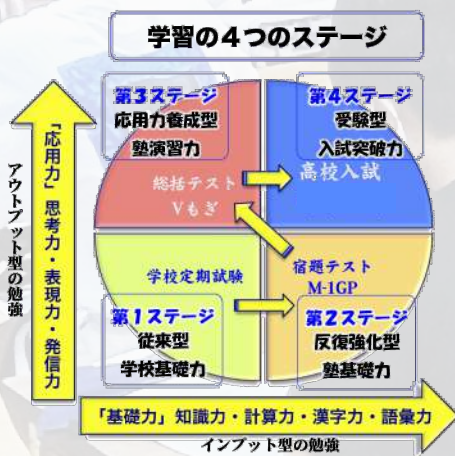 学習の4つのステージ
第3ステージ
応用力養成型
塾演習力
総括テスト
Vもぎ
第4ステージ
受験型
入試突破力
高校入試
学校定期試験
第1ステージ
従来型
学校基礎力
宿題テスト
M-1GP
第2ステージ
反復強化型
塾基礎力
アウトプット型の勉強
「応用力」思考力・表現力・発信力
「基礎力」知識力・計算力・漢字力・語彙力
インプット型の勉強